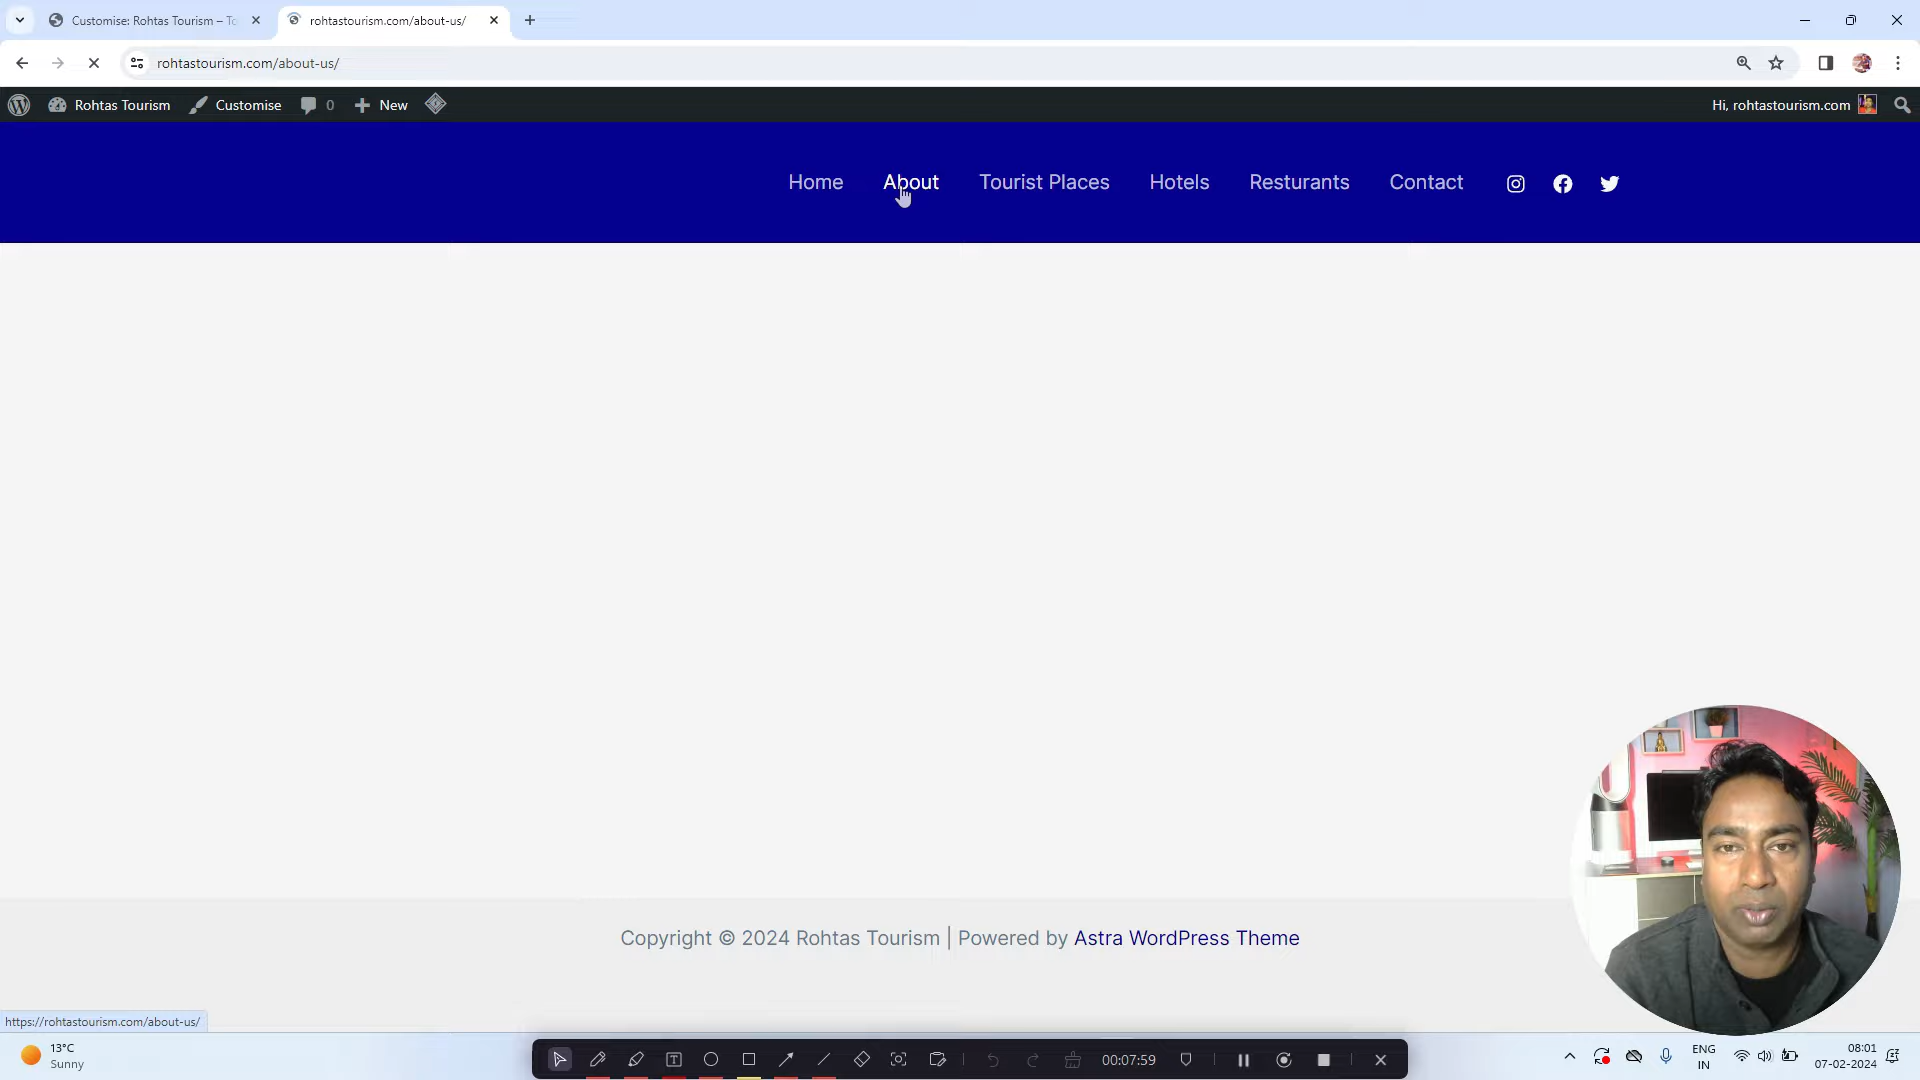 Customise: Rohtas Tourism – To
rohtastourism.com/about-us/
rohtastourism.com/about-us/
Rohtas Tourism
Customise
0
New
Hi, rohtastourism.com
Home
About
Tourist Places
Hotels
Resturants
Contact
Copyright © 2024 Rohtas Tourism | Powered by Astra WordPress Theme
https://rohtastourism.com/about-us/
13°C
Sunny
00:07:59
ENG
IN
08:01
07-02-2024